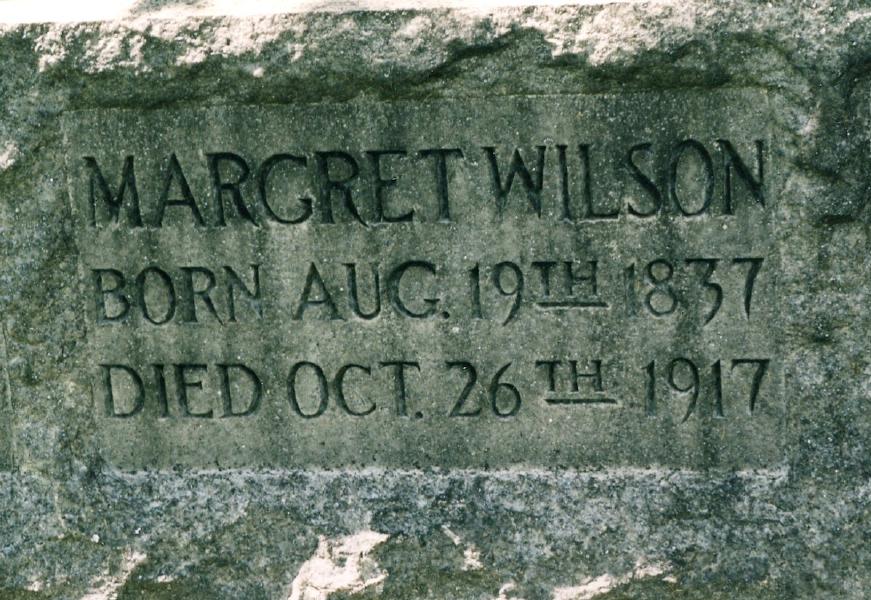 MARGRET WILSON
BORN AUG. 19TH 1837
DIED OCT. 26TH 1917